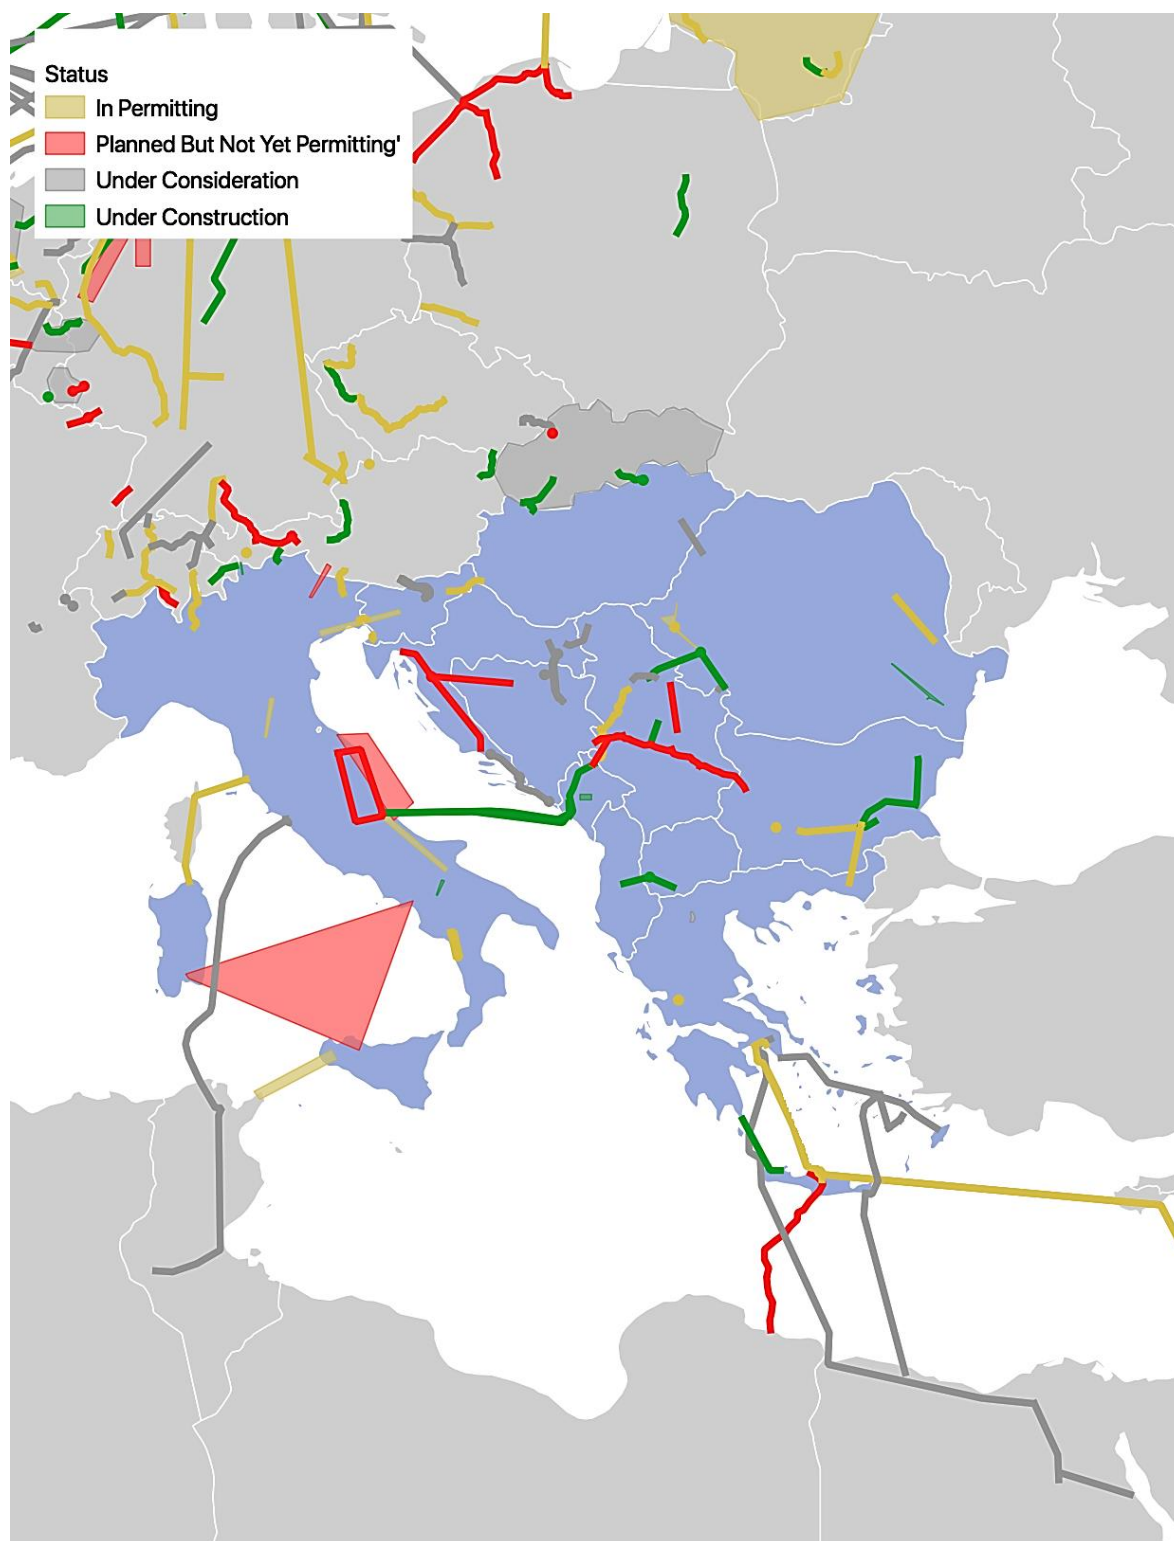 Status
In Permitting
Planned But Not Yet Permitting'
Under Consideration
Under Construction